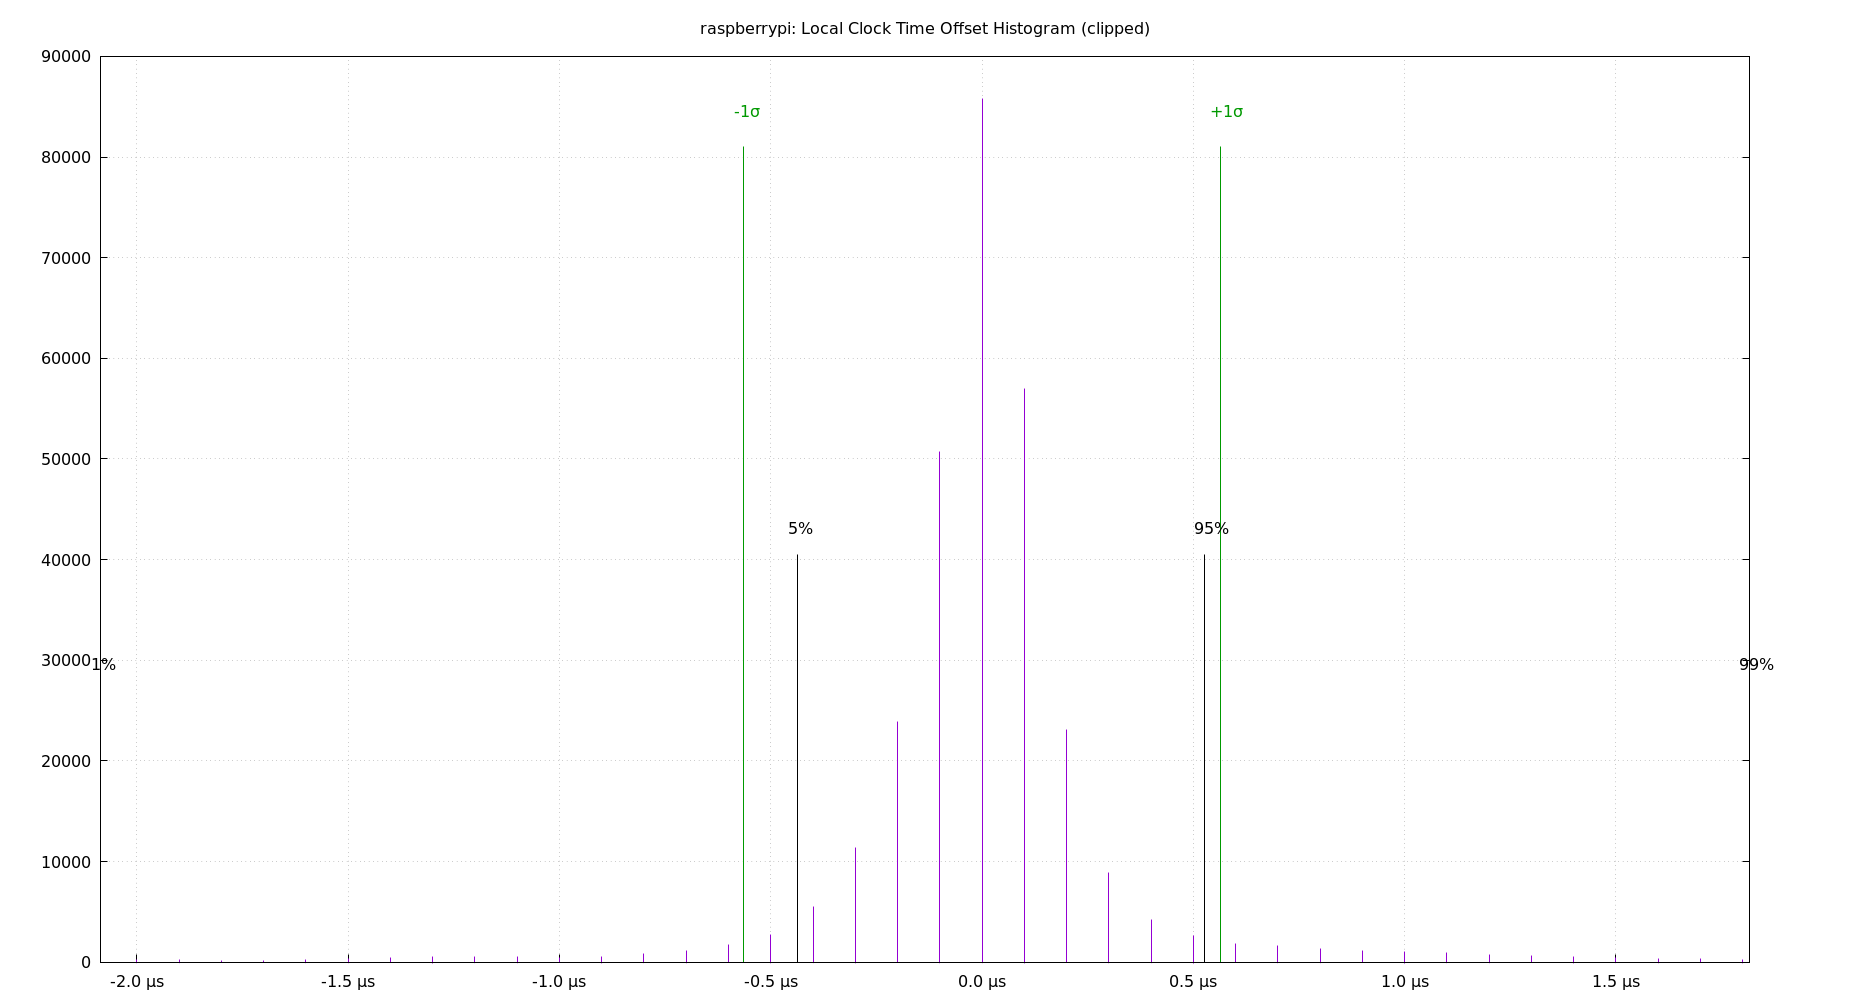 raspberrypi: Local Clock Time Offset Histogram (clipped)
90000
-1σ
+1σ
80000
70000
60000
50000
5%
95%
40000
30000
1%
99%
20000
10000
0
-2.0 µs
-1.5 µs
-1.0 µs
-0.5 µs
0.0 µs
0.5 µs
1.0 µs
1.5 µs